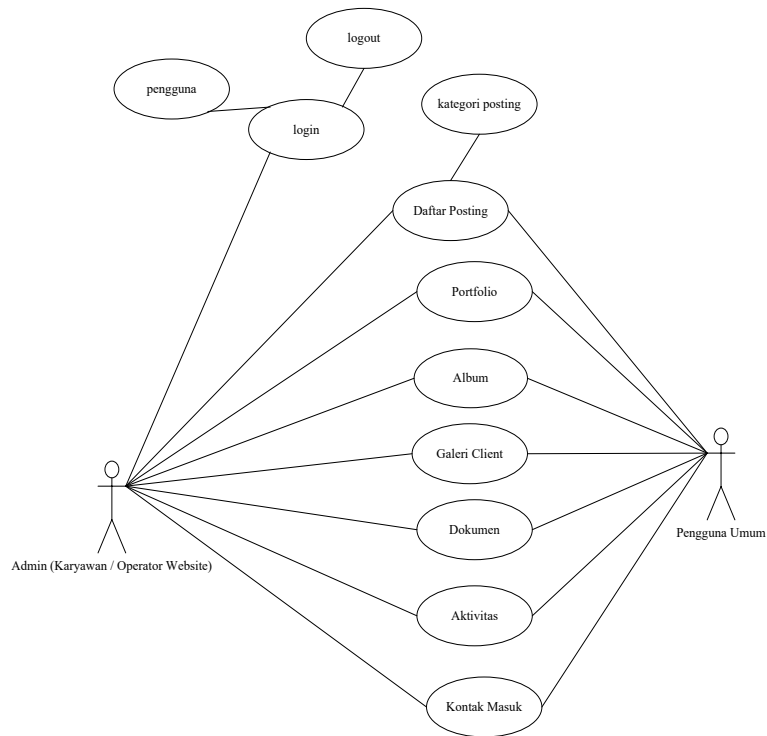 logout
pengguna
kategori posting
login
Daftar Posting
Portfolio
Album
Galeri Client
Dokumen
Pengguna Umum
Admin (Karyawan / Operator Website)
Aktivitas
Kontak Masuk